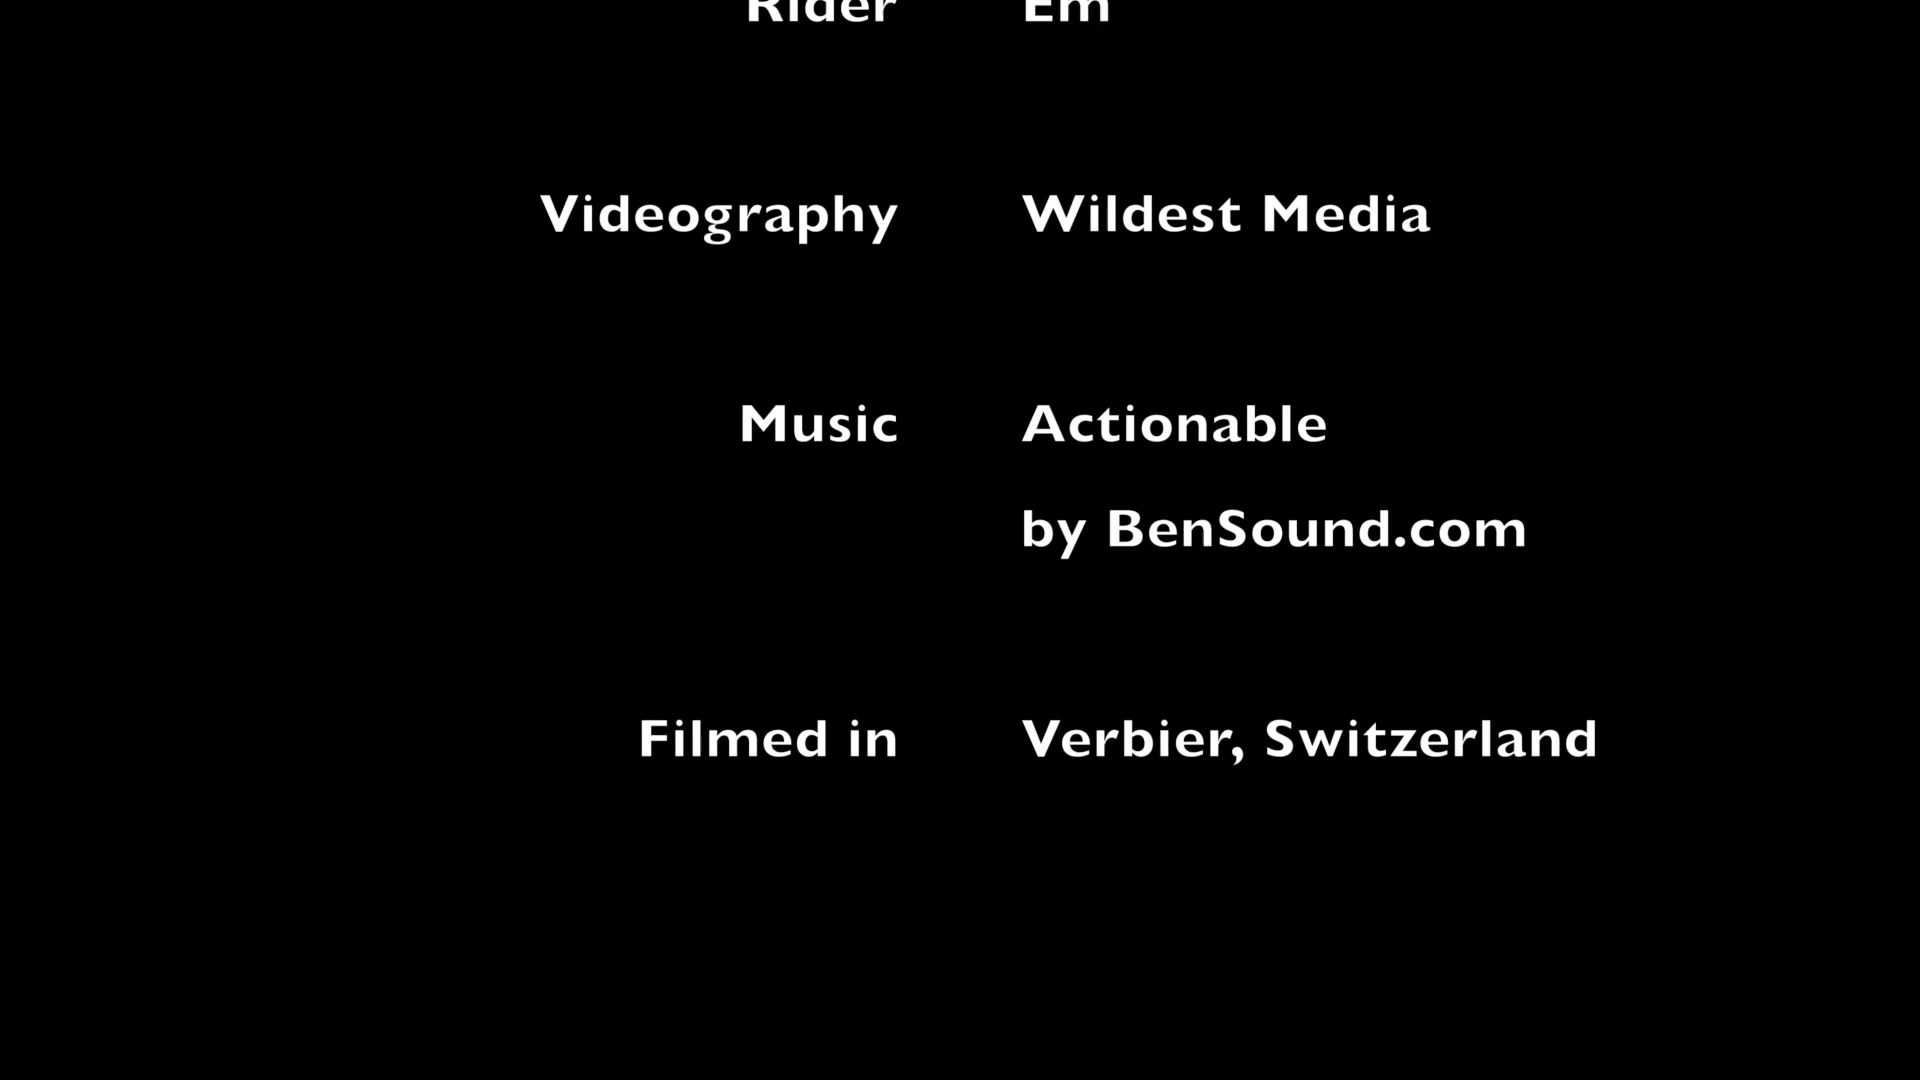 Rider Em
Videography Wildest Media
Music Actionable
by BenSound.com
Filmed in Verbier, Switzerland